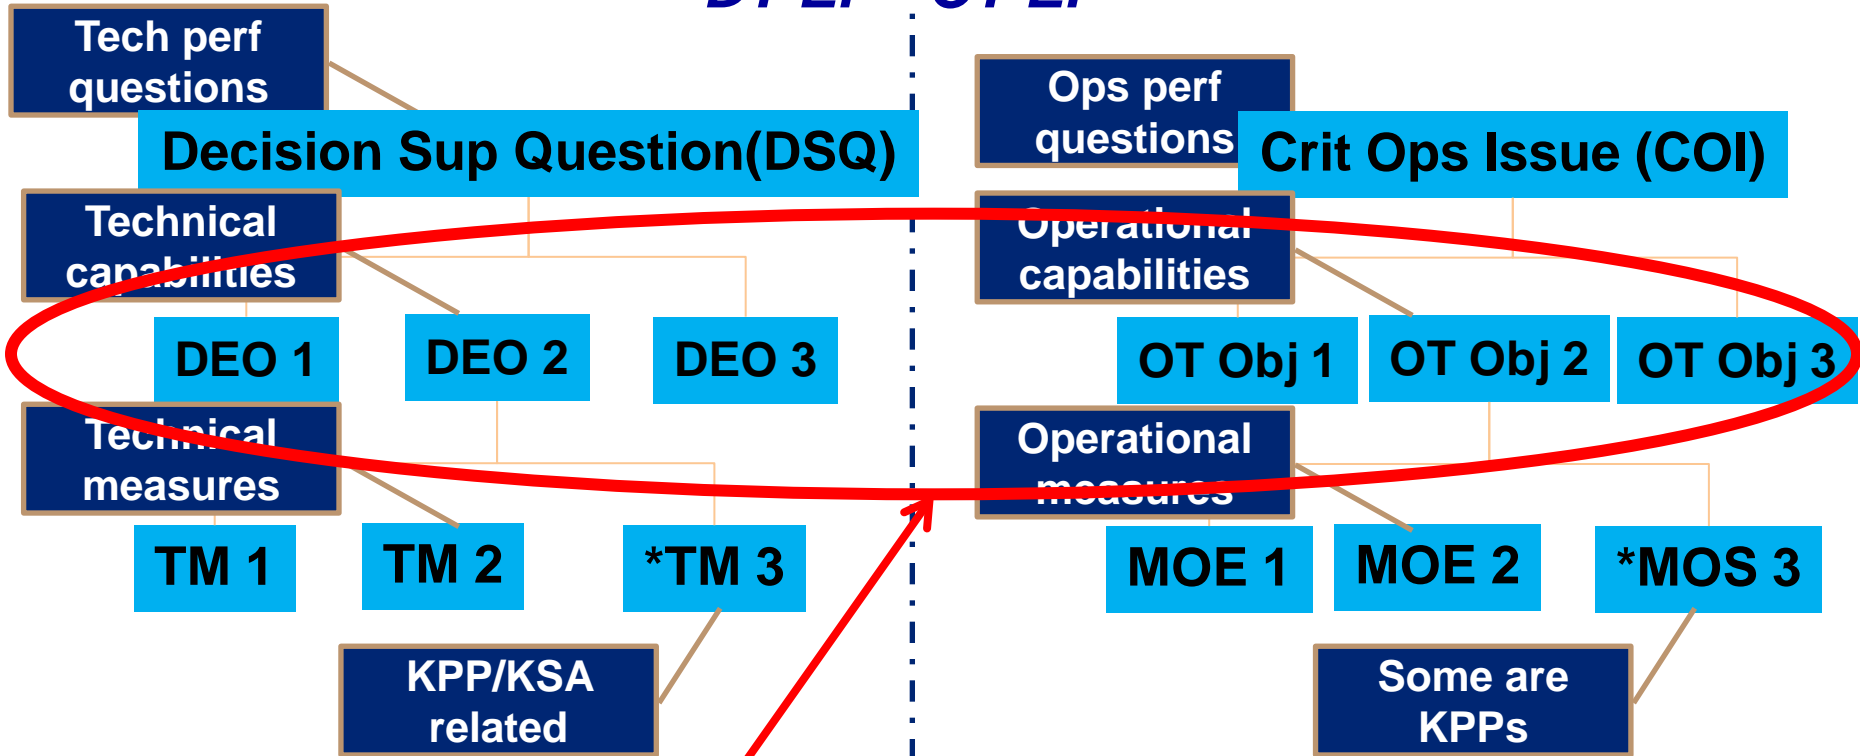 Tech perf
questions
Decision Sup Question(DSQ)
Technical
capabilities
DEO 1
DEO 2
DEO 3
Technical
measures
TM 1
TM 2
*TM 3
KPP/KSA
related
Ops perf
questions
Crit Ops Issue (COI)
Operational
capabilities
OT Obj 1
OT Obj 2
OT Obj 3
Operational
measures
MOE 1
MOE 2
*MOS 3
Some are
KPPs